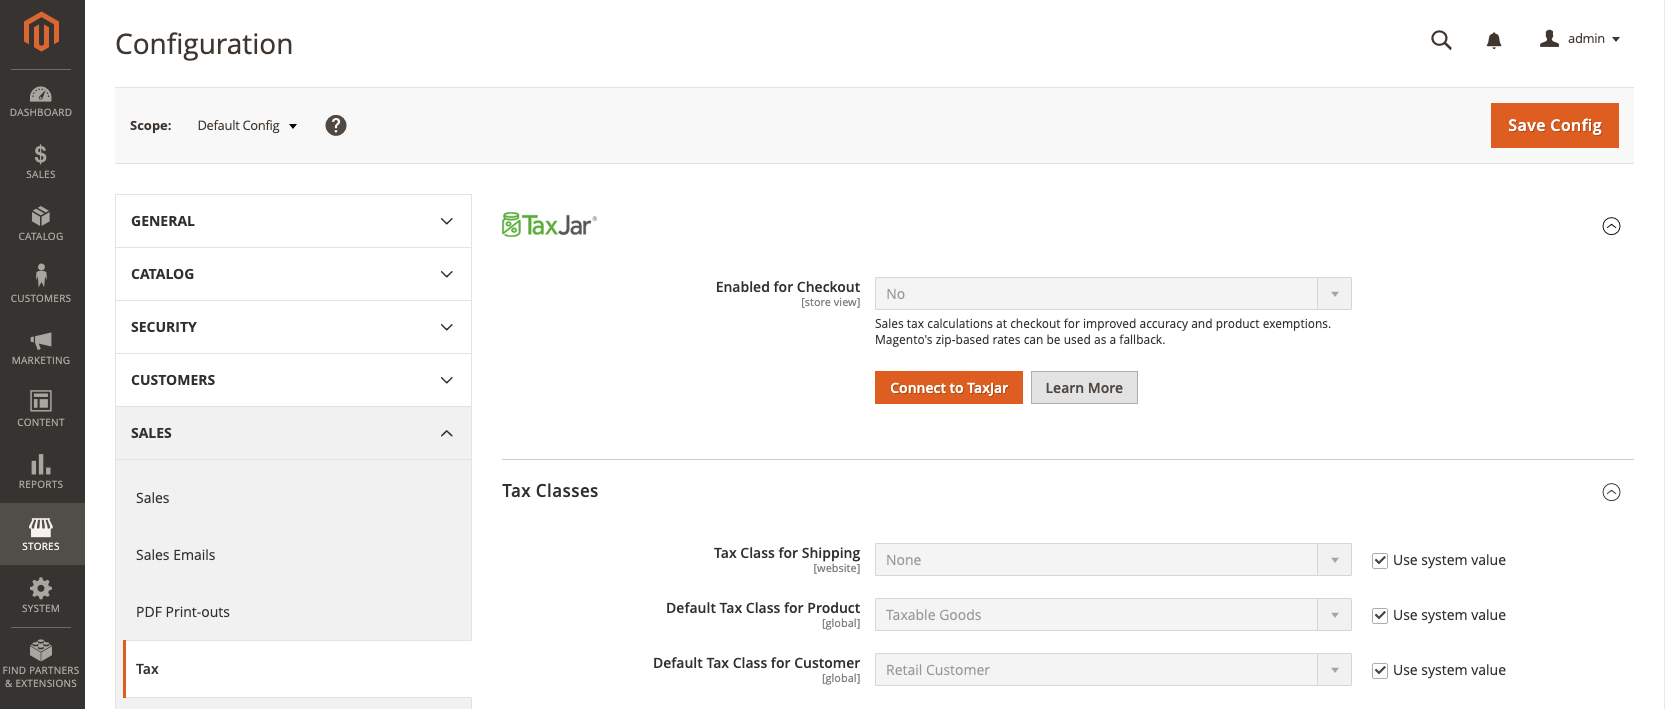 Configuration
admin
Scope: Default Config ?
Save Config
DASHBOARD
SALES
CATALOG
CUSTOMERS
MARKETING
CONTENT
REPORTS
STORES
SYSTEM
FIND PARTNERS
& EXTENSIONS
GENERAL
CATALOG
SECURITY
CUSTOMERS
SALES
Sales
Sales Emails
PDF Print-outs
Tax
TaxJar®
Enabled for Checkout
[store view]
No
Sales tax calculations at checkout for improved accuracy and product exemptions.
Magento's zip-based rates can be used as a fallback.
Connect to TaxJar Learn More
Tax Classes
Tax Class for Shipping
[website]
None
Use system value
Default Tax Class for Product
[global]
Taxable Goods
Use system value
Default Tax Class for Customer
[global]
Retail Customer
Use system value